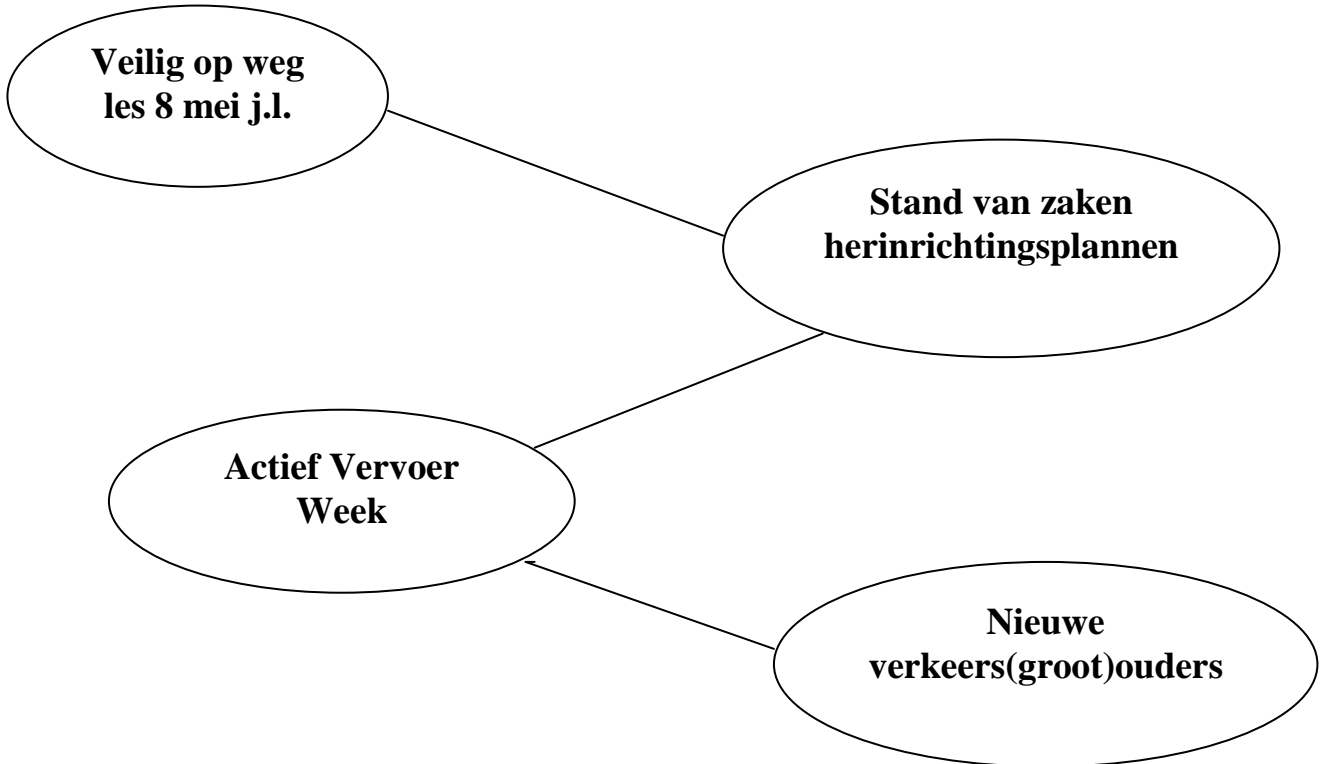 Veilig op weg
les 8 mei j.l.
Stand van zaken
herinrichtingsplannen
Actief Vervoer
Week
Nieuwe
verkeers(groot)ouders